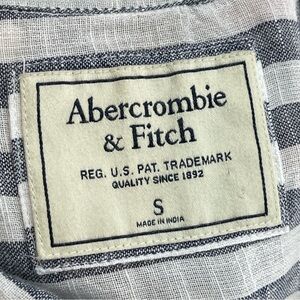 Abercrombie
& Fitch
REG. U.S. PAT. TRADEMARK
QUALITY SINCE 1892
S
MADE IN INDIA